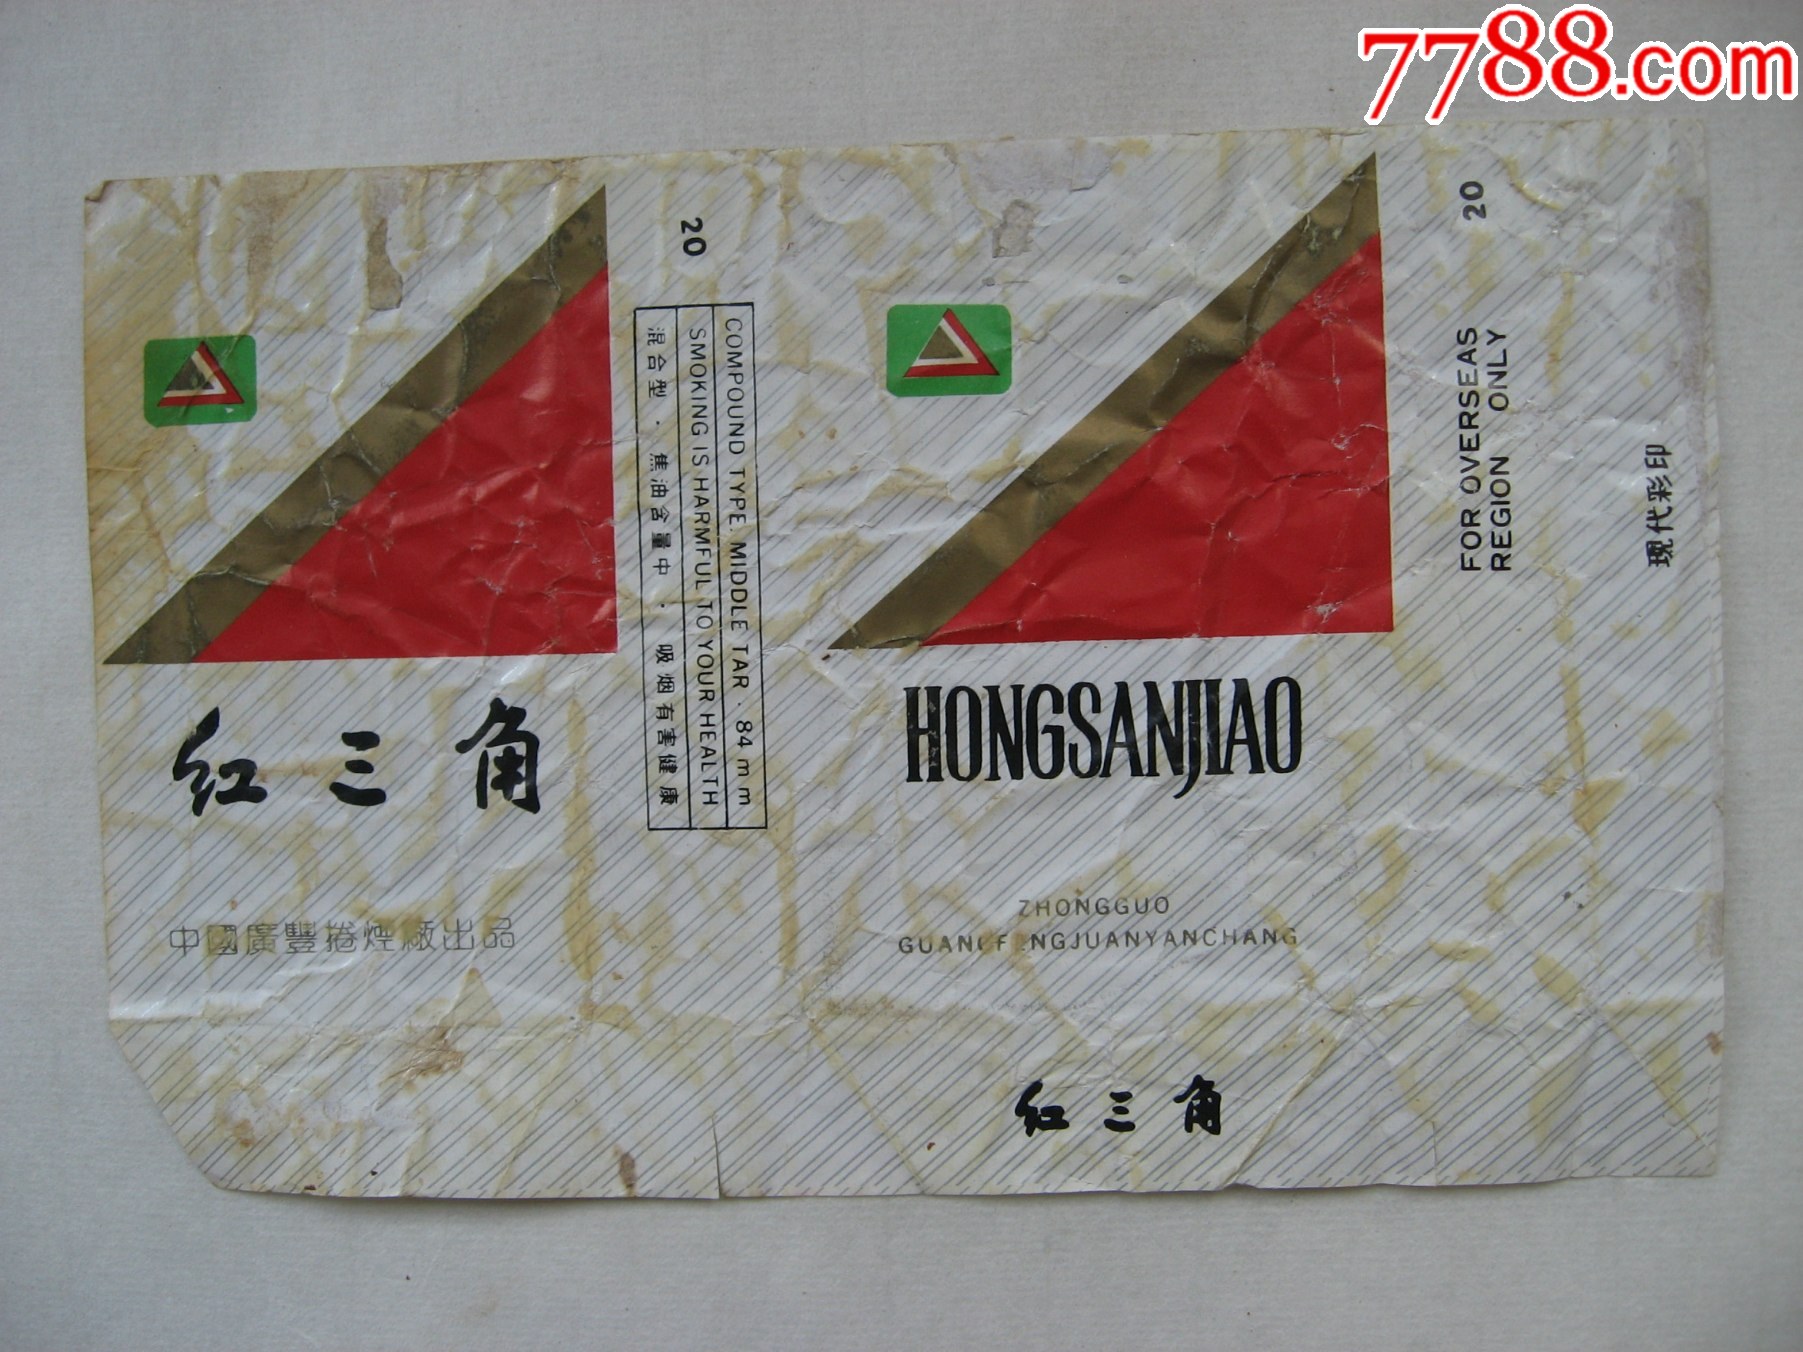 7788.com
20
COMPOUND TYPE. MIDDLE TAR · 84mm
SMOKING IS HARMFUL TO YOUR HEALTH
混合型 · 焦油含量中 · 吸烟有害健康
红三角
中國廣豐捲煙廠出品
HONGSANJIAO
ZHONGGUO
GUANGFENGJUANYANCHANG
红三角
20
FOR OVERSEAS
REGION ONLY
现代彩印